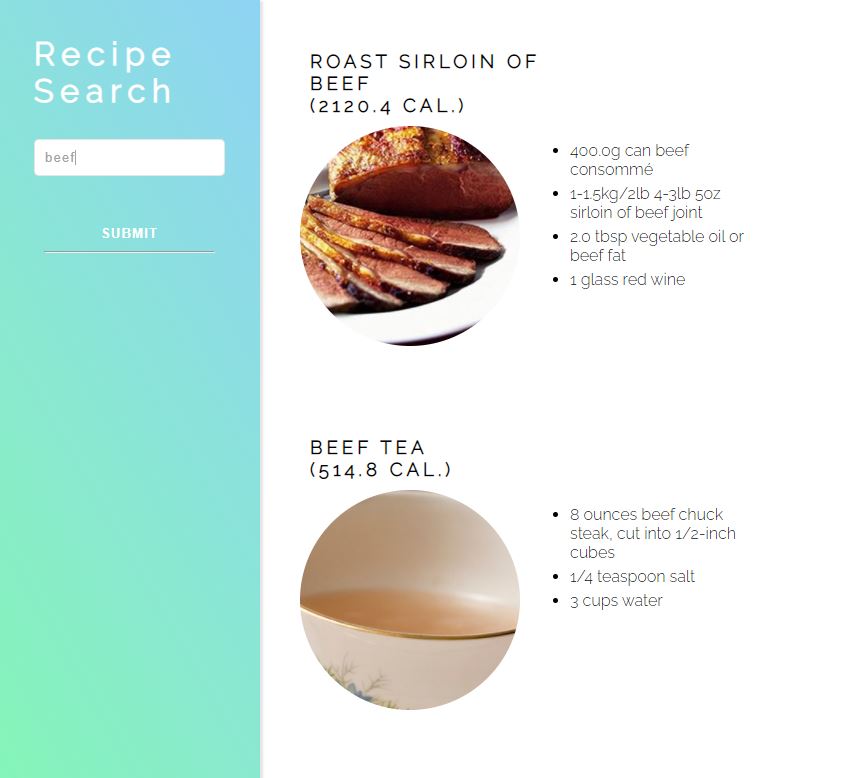 Recipe
Search
beef
SUBMIT
ROAST SIRLOIN OF
BEEF
(2120.4 CAL.)
400.0g can beef
consommé
1-1.5kg/2lb 4-3lb 5oz
sirloin of beef joint
2.0 tbsp vegetable oil or
beef fat
1 glass red wine
BEEF TEA
(514.8 CAL.)
8 ounces beef chuck
steak, cut into 1/2-inch
cubes
1/4 teaspoon salt
3 cups water